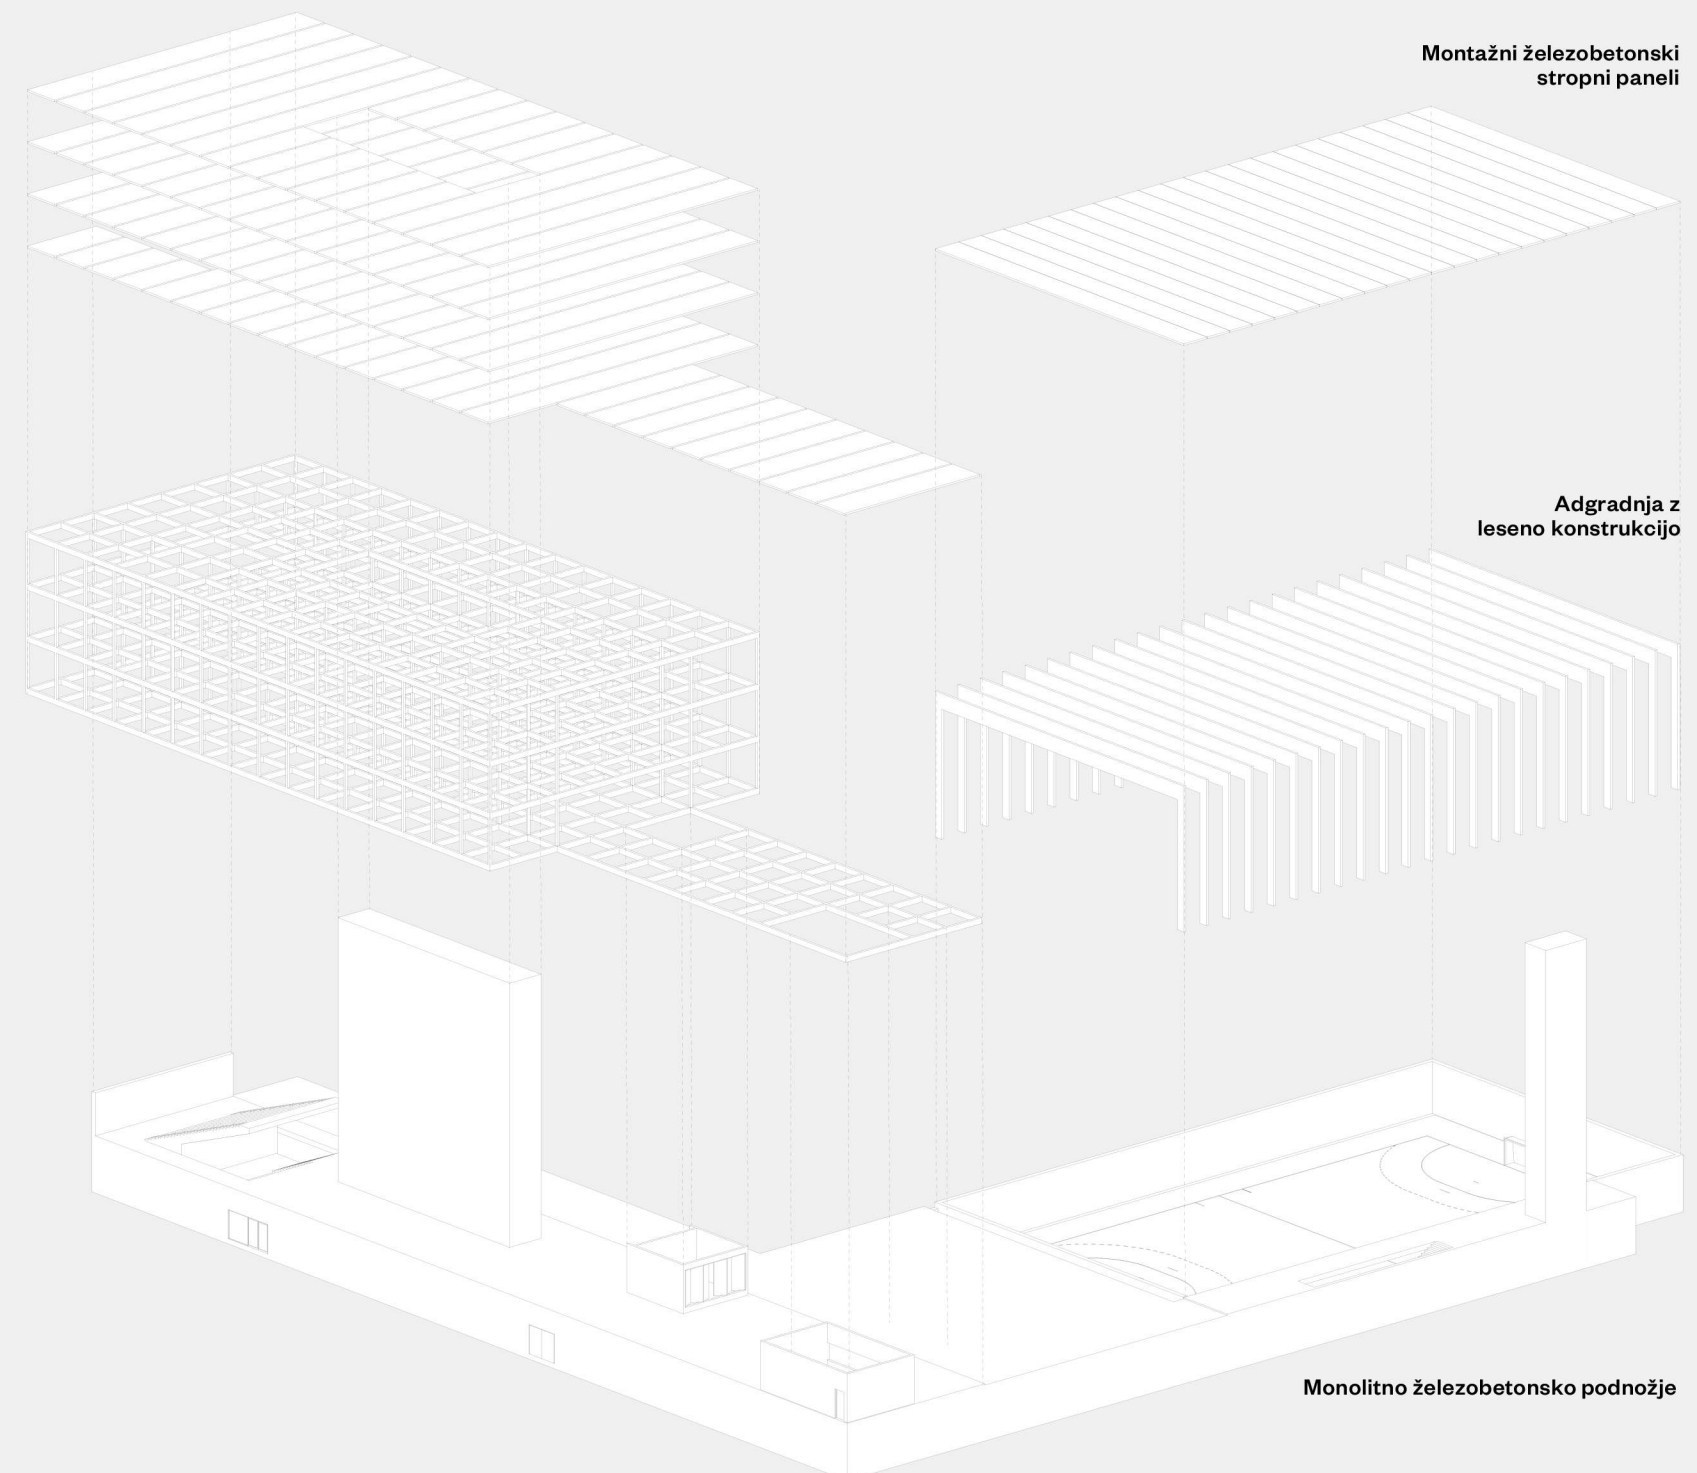 Montažni železobetonski
stropni paneli
Adgradnja z
leseno konstrukcijo
Monolitno železobetonsko podnožje